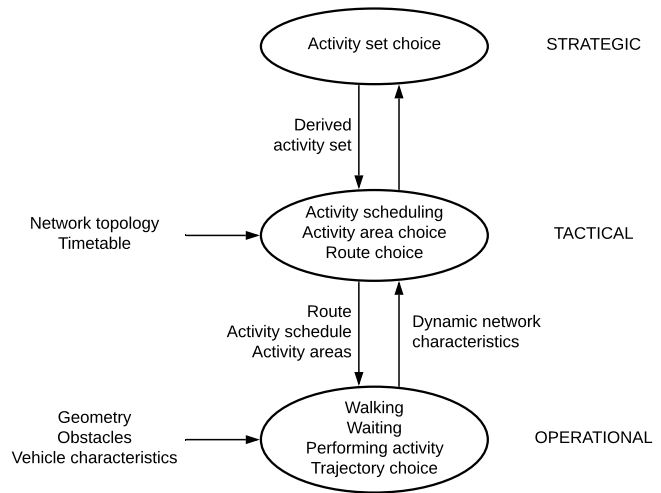 Activity set choice
STRATEGIC
Derived
activity set
Network topology
Timetable
Activity scheduling
Activity area choice
Route choice
TACTICAL
Route
Activity schedule
Activity areas
Dynamic network
characteristics
Geometry
Obstacles
Vehicle characteristics
Walking
Waiting
Performing activity
Trajectory choice
OPERATIONAL